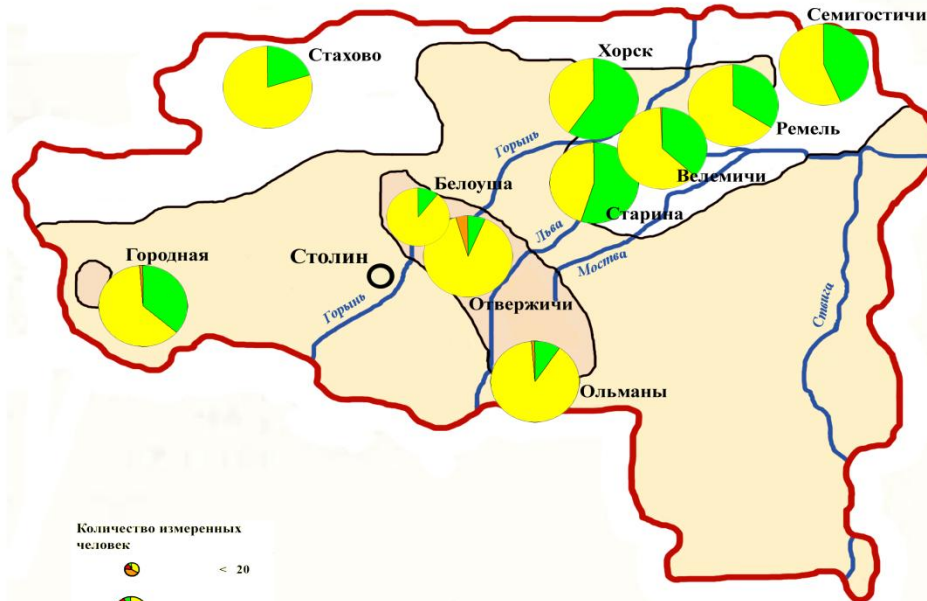 Семигостичи
Стахово
Хорск
Ремель
Горынь
Велемичи
Белоуша
Старина
Льва
Городная
Столин
Моства
Отвержичи
Ствига
Горынь
Ольманы
Количество измеренных
человек
< 20